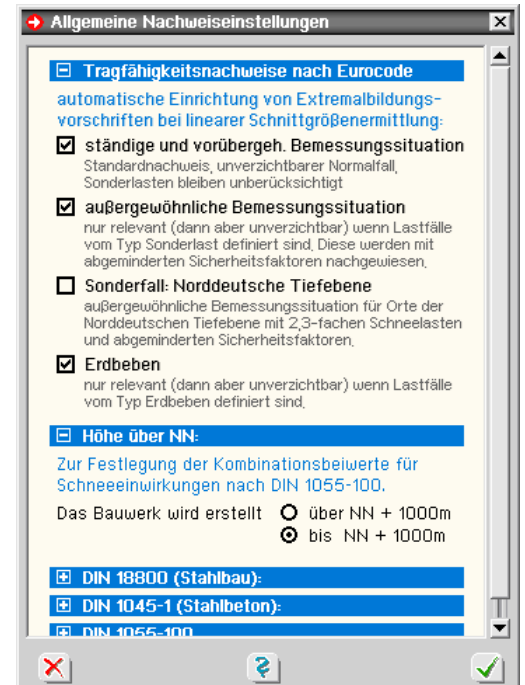 Allgemeine Nachweiseinstellungen
Tragfähigkeitsnachweise nach Eurocode
automatische Einrichtung von Extremalbildungs-
vorschriften bei linearer Schnittgrößenermittlung:
ständige und vorübergeh. Bemessungssituation
Standardnachweis, unverzichtbarer Normalfall,
Sonderlasten bleiben unberücksichtigt
außergewöhnliche Bemessungssituation
nur relevant (dann aber unverzichtbar) wenn Lastfälle
vom Typ Sonderlast definiert sind. Diese werden mit
abgeminderten Sicherheitsfaktoren nachgewiesen.
Sonderfall: Norddeutsche Tiefebene
außergewöhnliche Bemessungssituation für Orte der
Norddeutschen Tiefebene mit 2,3-fachen Schneelasten
und abgeminderten Sicherheitsfaktoren.
Erdbeben
nur relevant (dann aber unverzichtbar) wenn Lastfälle
vom Typ Erdbeben definiert sind.
Höhe über NN:
Zur Festlegung der Kombinationsbeiwerte für
Schneeeinwirkungen nach DIN 1055-100.
Das Bauwerk wird erstellt über NN + 1000m
bis NN + 1000m
DIN 18800 (Stahlbau):
DIN 1045-1 (Stahlbeton):
DIN 1055-100